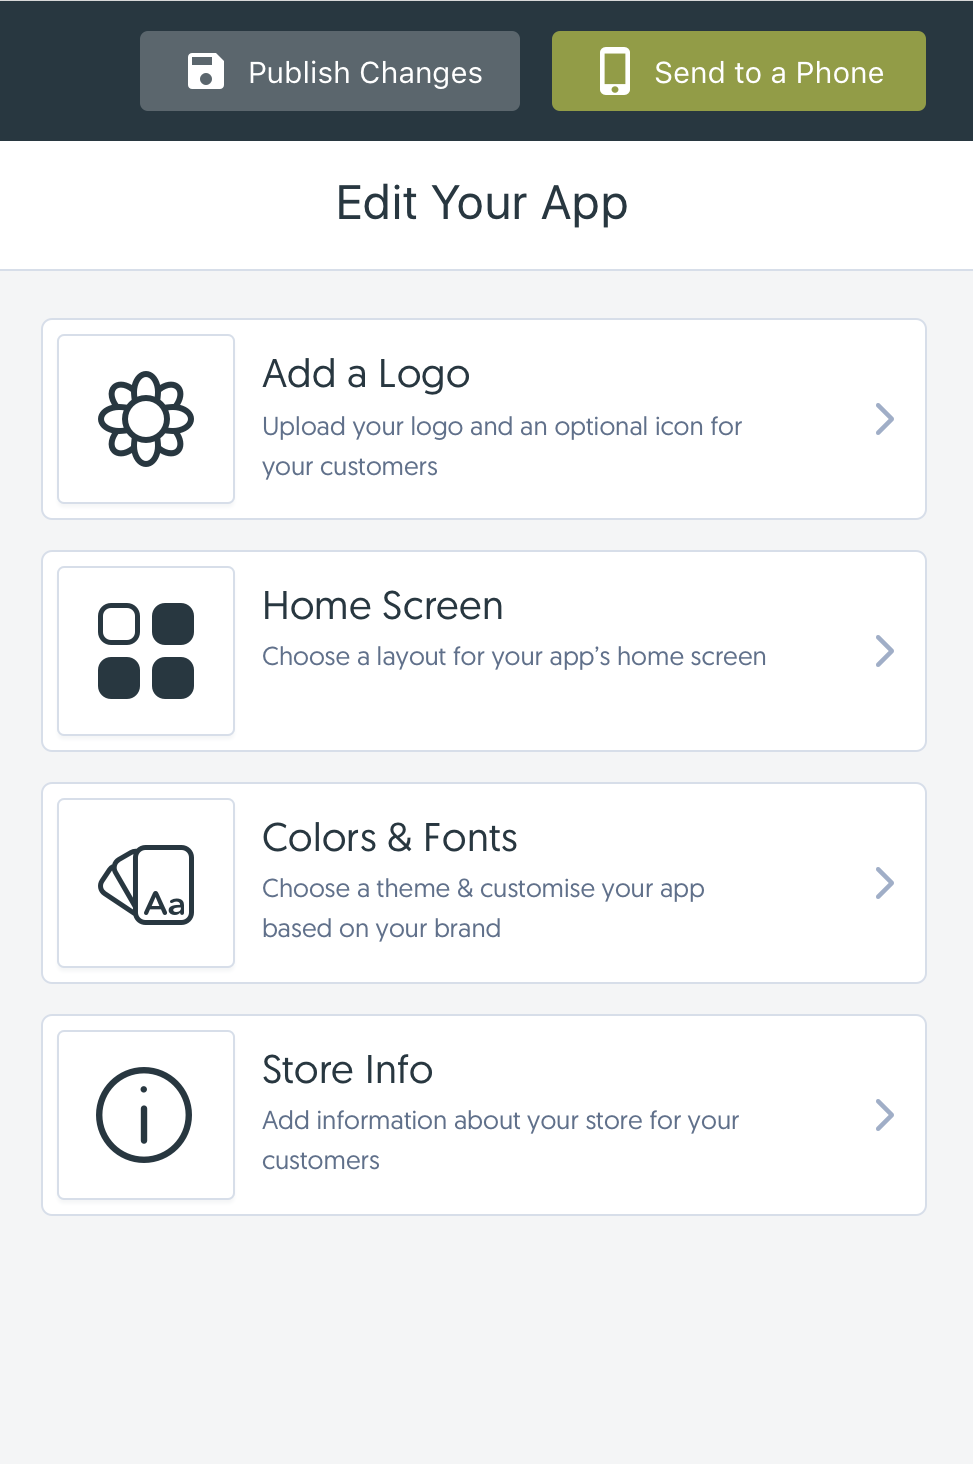 Publish Changes
Send to a Phone
Edit Your App
Add a Logo
Upload your logo and an optional icon for
your customers
Home Screen
Choose a layout for your app’s home screen
Colors & Fonts
Choose a theme & customise your app
based on your brand
Aa
Store Info
Add information about your store for your
customers